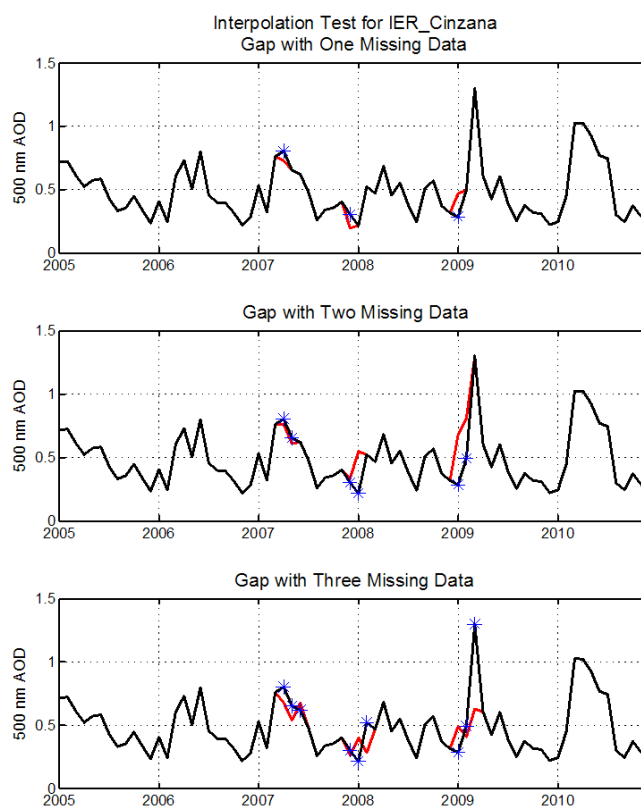 Interpolation Test for IER_Cinzana
Gap with One Missing Data
1.5
1
0.5
0
500 nm AOD
2005 2006 2007 2008 2009 2010
Gap with Two Missing Data
1.5
1
0.5
0
500 nm AOD
2005 2006 2007 2008 2009 2010
Gap with Three Missing Data
1.5
1
0.5
0
500 nm AOD
2005 2006 2007 2008 2009 2010